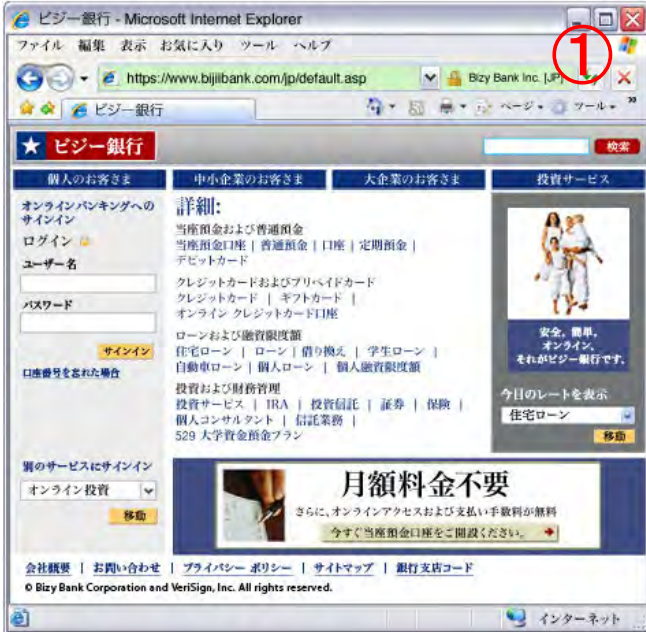 ビジー銀行 - Microsoft Internet Explorer
ファイル 編集 表示 お気に入り ツール ヘルプ
①
https://www.bijiibank.com/jp/default.asp Bizy Bank Inc. [JP]
ビジー銀行 ページ ツール
★ ビジー銀行 検索
個人のお客さま 中小企業のお客さま 大企業のお客さま 投資サービス
オンラインバンキングへの
サインイン
ログイン
ユーザー名
パスワード
サインイン
口座番号を忘れた場合
別のサービスにサインイン
オンライン投資
移動
詳細:
当座預金および普通預金
当座預金口座 | 普通預金 | 口座 | 定期預金 |
デビットカード
クレジットカードおよびプリペイドカード
クレジットカード | ギフトカード |
オンライン クレジットカード口座
ローンおよび融資限度額
住宅ローン | ローン | 借り換え | 学生ローン |
自動車ローン | 個人ローン | 個人融資限度額
投資および財務管理
投資サービス | IRA | 投資信託 | 証券 | 保険 |
個人コンサルタント | 信託業務 |
529 大学資金預金プラン
安全。簡単。
オンライン。
それがビジー銀行です。
今日のレートを表示
住宅ローン
移動
月額料金不要
さらに、オンラインアクセスおよび支払い手数料が無料
今すぐ当座預金口座をご開設ください。
会社概要 | お問い合わせ | プライバシー ポリシー | サイトマップ | 銀行支店コード
© Bizy Bank Corporation and VeriSign, Inc. All rights reserved.
インターネット